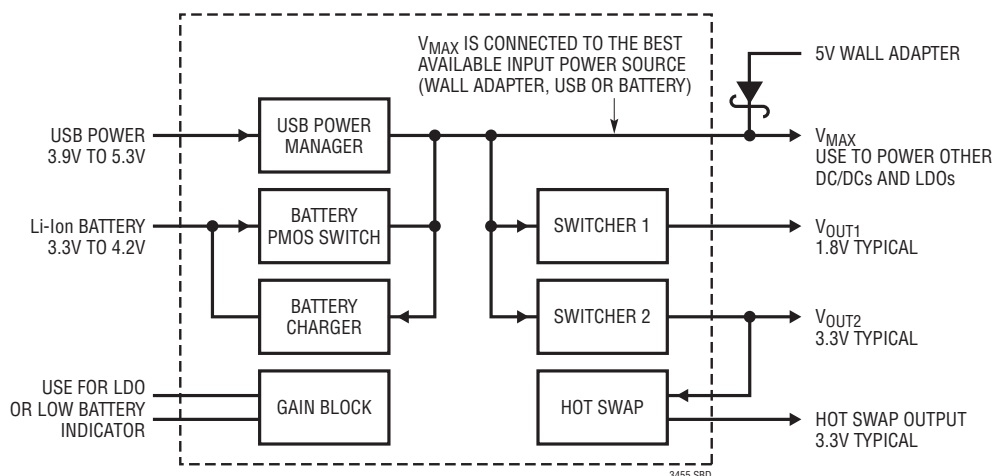 VMAX IS CONNECTED TO THE BEST
AVAILABLE INPUT POWER SOURCE
(WALL ADAPTER, USB OR BATTERY)
5V WALL ADAPTER
USB POWER
3.9V TO 5.3V
USB POWER
MANAGER
VMAX
USE TO POWER OTHER
DC/DCs AND LDOs
Li-Ion BATTERY
3.3V TO 4.2V
BATTERY
PMOS SWITCH
SWITCHER 1
VOUT1
1.8V TYPICAL
BATTERY
CHARGER
SWITCHER 2
VOUT2
3.3V TYPICAL
USE FOR LDO
OR LOW BATTERY
INDICATOR
GAIN BLOCK
HOT SWAP
HOT SWAP OUTPUT
3.3V TYPICAL
3455 SBD